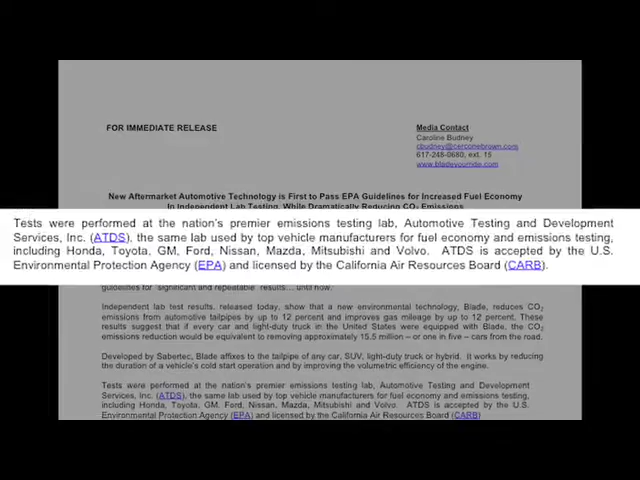 FOR IMMEDIATE RELEASE
Media Contact
Caroline Budney
cbudney@cerconebrown.com
617-248-0680, ext. 15
www.bladeyourride.com
New Aftermarket Automotive Technology is First to Pass EPA Guidelines for Increased Fuel Economy
In Independent Lab Testing, While Dramatically Reducing CO2 Emissions
Tests were performed at the nation's premier emissions testing lab, Automotive Testing and Development
Services, Inc. (ATDS), the same lab used by top vehicle manufacturers for fuel economy and emissions testing,
including Honda, Toyota, GM, Ford, Nissan, Mazda, Mitsubishi and Volvo. ATDS is accepted by the U.S.
Environmental Protection Agency (EPA) and licensed by the California Air Resources Board (CARB).
guidelines for "significant and repeatable" results... until now.
Independent lab test results, released today, show that a new environmental technology, Blade, reduces CO2
emissions from automotive tailpipes by up to 12 percent and improves gas mileage by up to 12 percent. These
results suggest that if every car and light-duty truck in the United States were equipped with Blade, the CO2
emissions reduction would be equivalent to removing approximately 15.5 million – or one in five – cars from the road.
Developed by Sabertec, Blade affixes to the tailpipe of any car, SUV, light-duty truck or hybrid. It works by reducing
the duration of a vehicle's cold start operation and by improving the volumetric efficiency of the engine.
Tests were performed at the nation's premier emissions testing lab, Automotive Testing and Development
Services, Inc. (ATDS), the same lab used by top vehicle manufacturers for fuel economy and emissions testing,
including Honda, Toyota, GM, Ford, Nissan, Mazda, Mitsubishi and Volvo. ATDS is accepted by the U.S.
Environmental Protection Agency (EPA) and licensed by the California Air Resources Board (CARB)